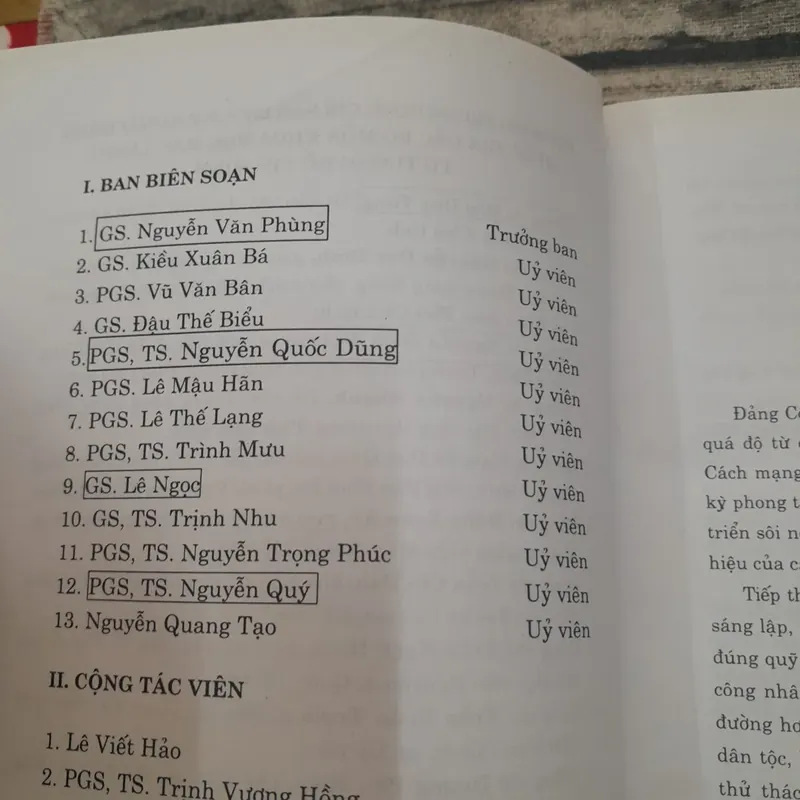 I. BAN BIÊN SOẠN
1. GS. Nguyễn Văn Phùng Trưởng ban
2. GS. Kiều Xuân Bá Uỷ viên
3. PGS. Vũ Văn Bân Uỷ viên
4. GS. Đậu Thế Biểu Uỷ viên
5. PGS, TS. Nguyễn Quốc Dũng Uỷ viên
6. PGS. Lê Mậu Hãn Uỷ viên
7. PGS. Lê Thế Lạng Uỷ viên
8. PGS, TS. Trình Mưu Uỷ viên
9. GS. Lê Ngọc Uỷ viên
10. GS, TS. Trịnh Nhu Uỷ viên
11. PGS, TS. Nguyễn Trọng Phúc Uỷ viên
12. PGS, TS. Nguyễn Quý Uỷ viên
13. Nguyễn Quang Tạo Uỷ viên
II. CỘNG TÁC VIÊN
1. Lê Viết Hảo
2. PGS, TS. Trịnh Vương Hồng
Đảng
quá độ từ
Cách mạng
kỳ phong
triển sôi
hiệu của
Tiếp
sáng lập,
đúng quỹ
công nhâ
đường
dân tộc,
thử